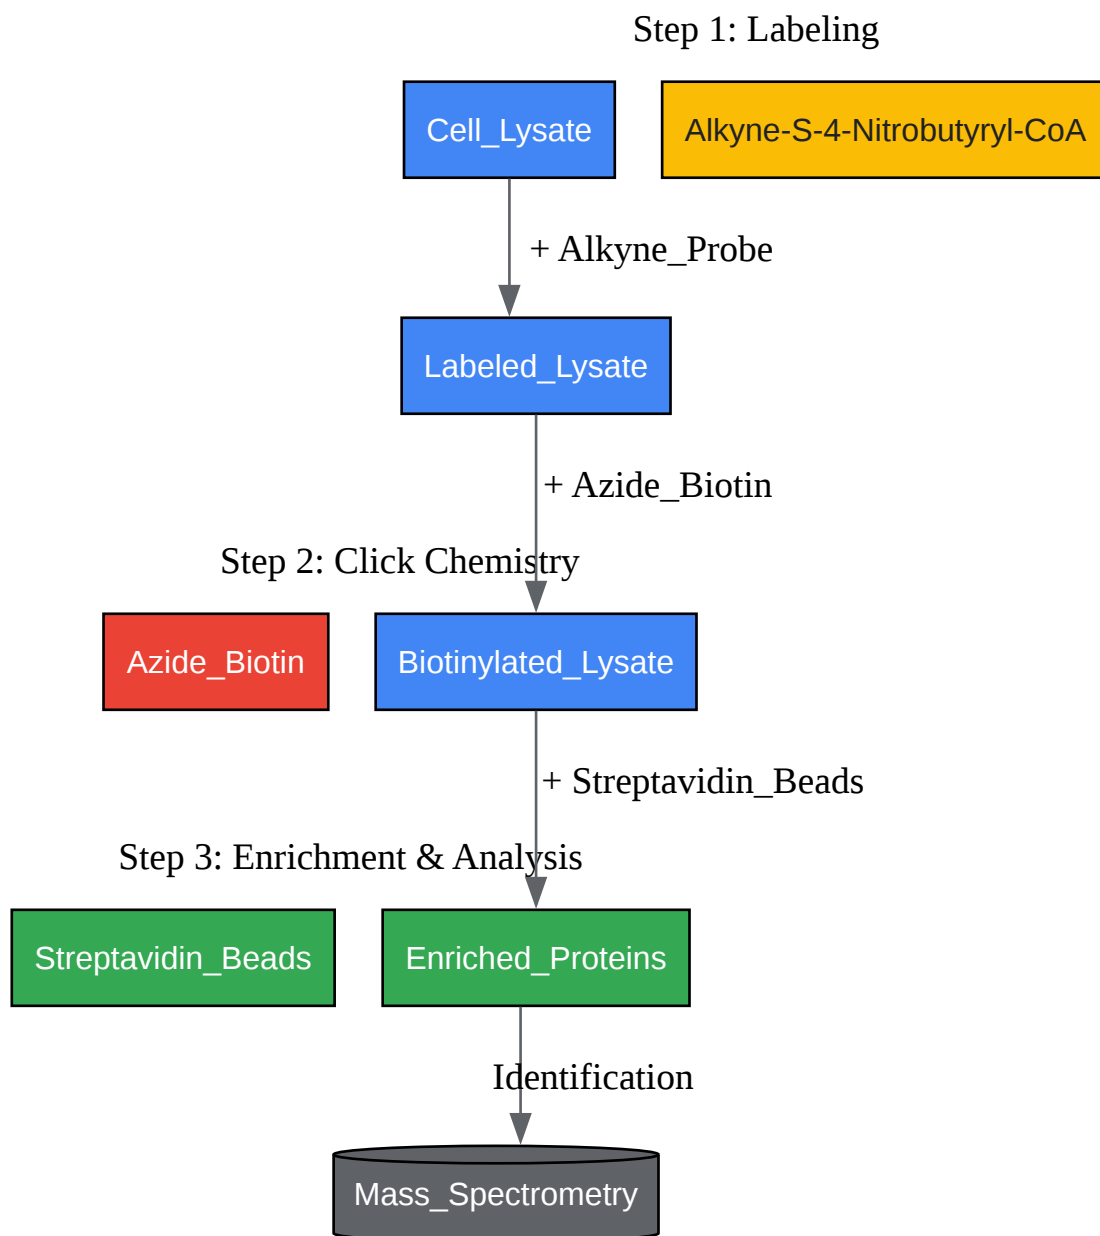 Step 1: Labeling
Cell_Lysate
Alkyne-S-4-Nitrobutyryl-CoA
+ Alkyne_Probe
Labeled_Lysate
+ Azide_Biotin
Step 2: Click Chemistry
Azide_Biotin
Biotinylated_Lysate
+ Streptavidin_Beads
Step 3: Enrichment & Analysis
Streptavidin_Beads
Enriched_Proteins
Identification
Mass_Spectrometry